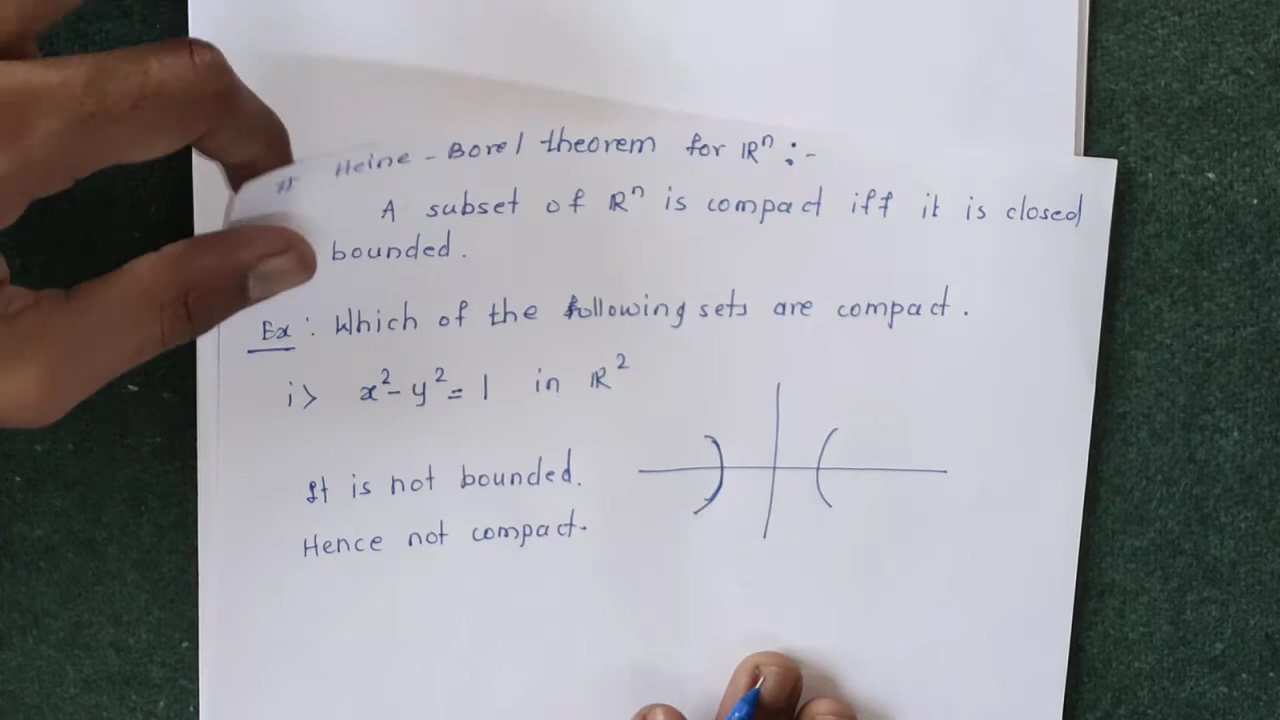 # Heine-Borel theorem for ℝⁿ :-
A subset of ℝⁿ is compact iff it is closed
bounded.
Ex : Which of the following sets are compact.
i> x² - y² = 1 in ℝ²
It is not bounded.
Hence not compact.